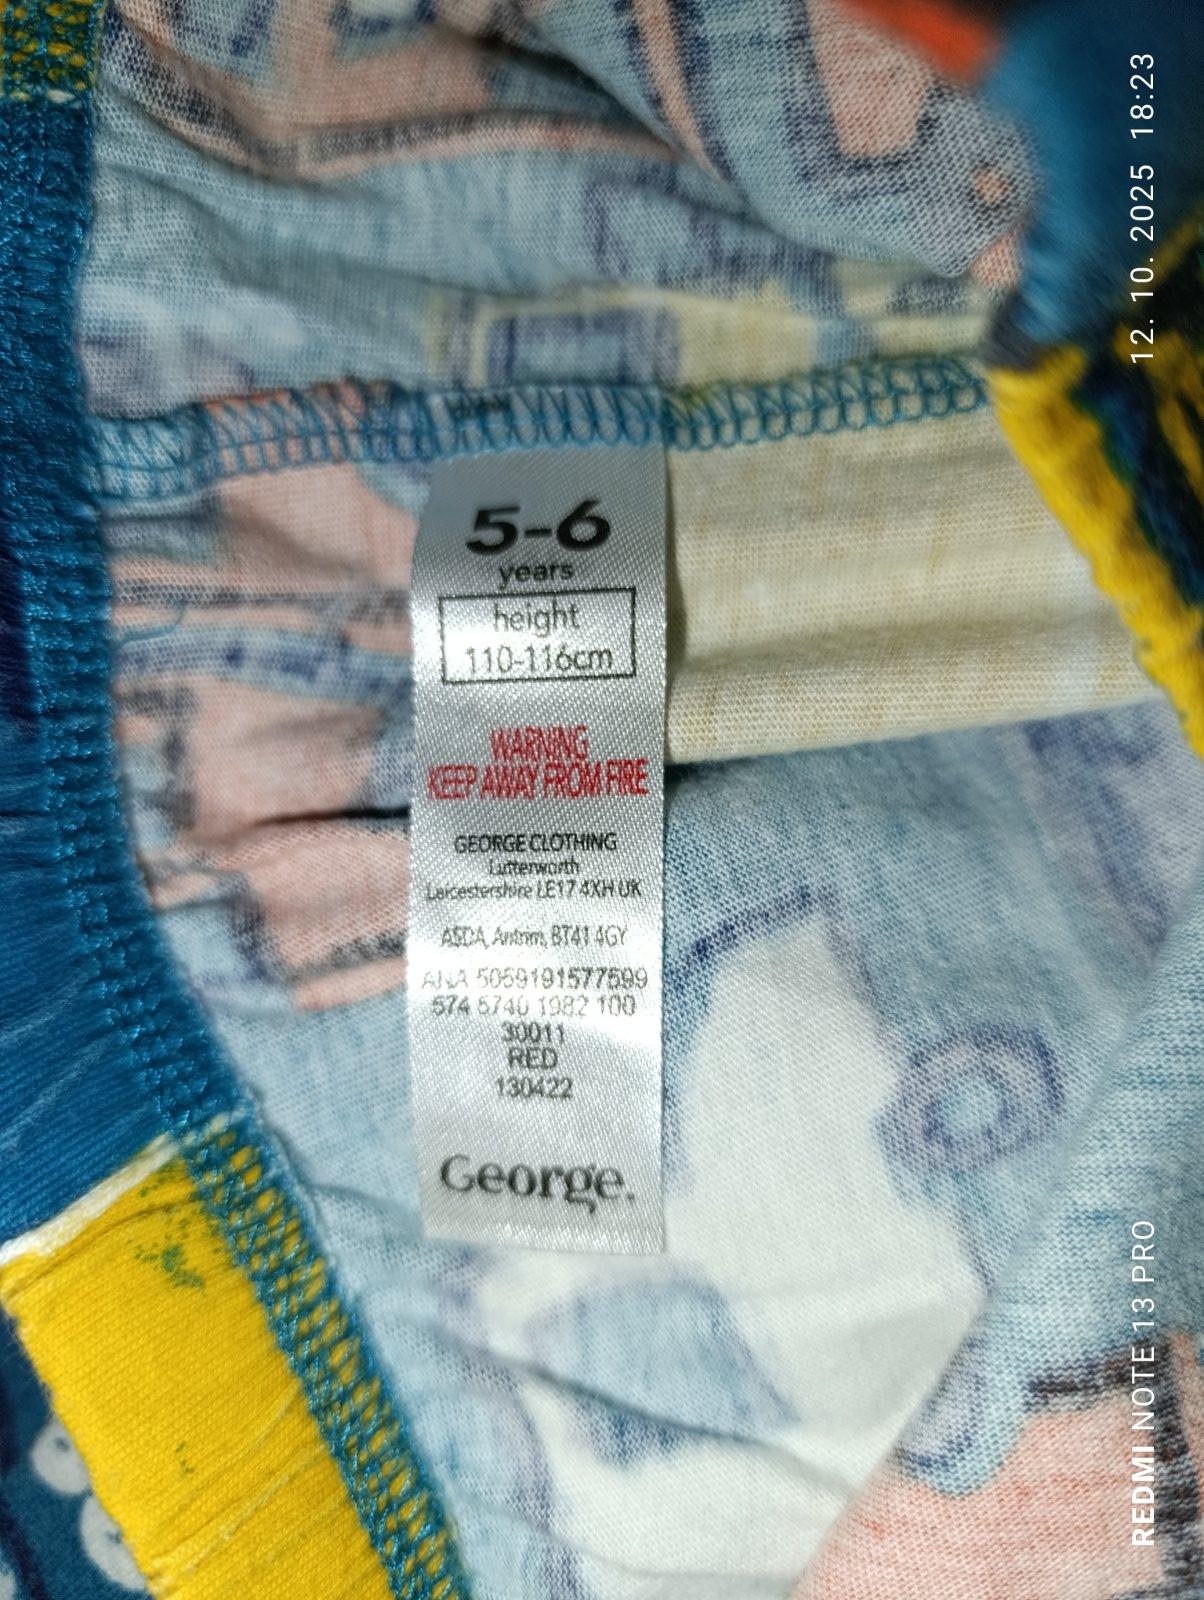 5-6
years
height
110-116cm
WARNING
KEEP AWAY FROM FIRE
GEORGE CLOTHING
Lutterworth
Leicestershire LE17 4XH UK
ASDA, Antrim, BT41 4GY
ANA 5059191577599
574 5740 1982 100
30011
RED
130422
George.
REDMI NOTE 13 PRO
12. 10. 2025 18:23